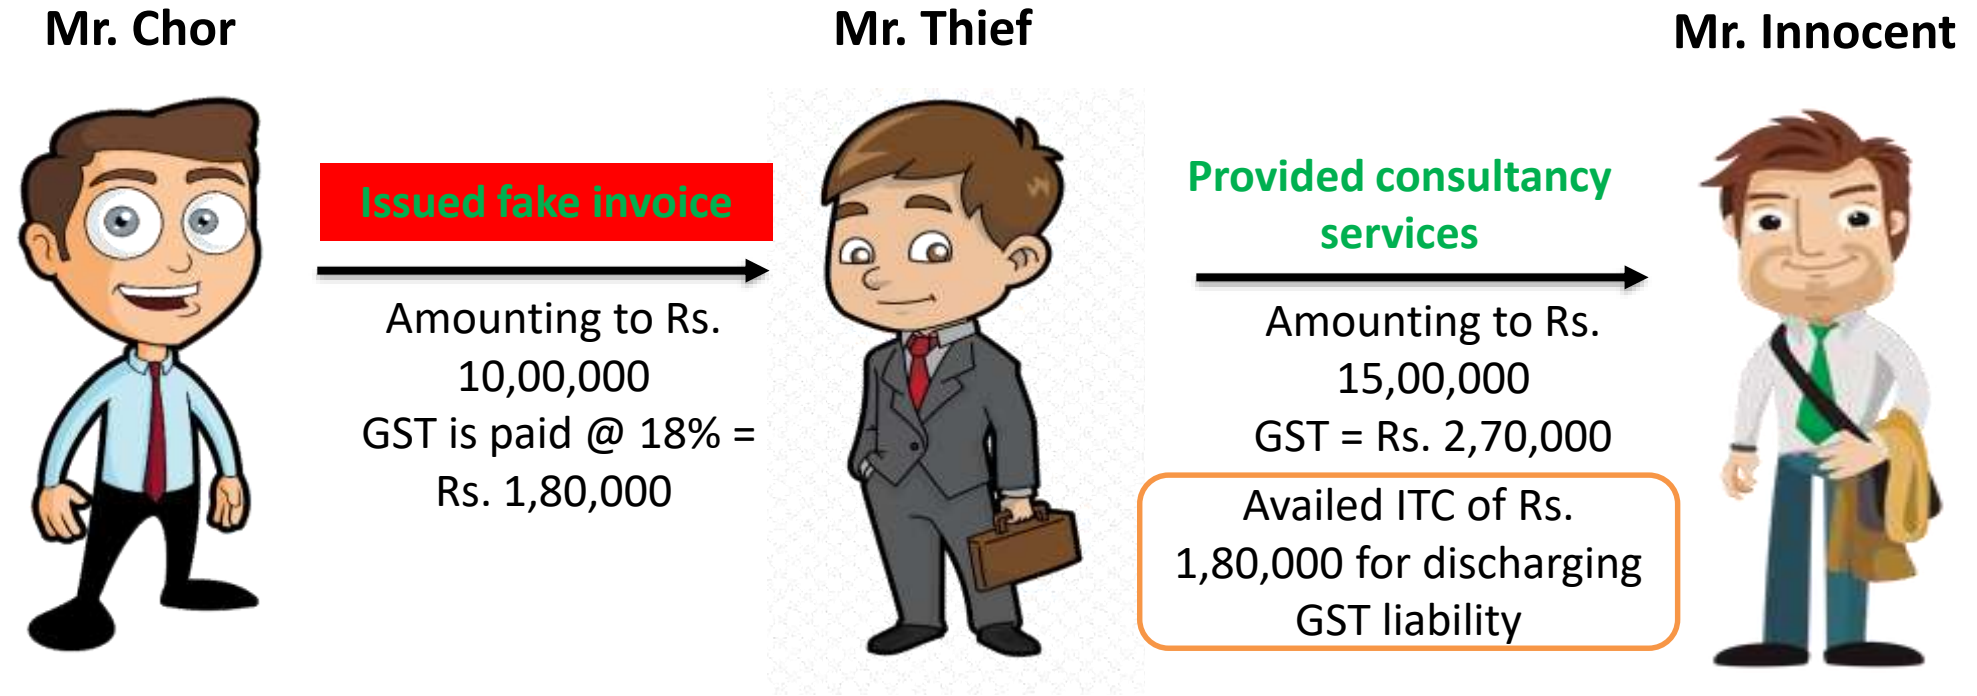 Mr. Chor
Mr. Thief
Mr. Innocent
Issued fake invoice
Amounting to Rs.
10,00,000
GST is paid @ 18% =
Rs. 1,80,000
Provided consultancy
services
Amounting to Rs.
15,00,000
GST = Rs. 2,70,000
Availed ITC of Rs.
1,80,000 for discharging
GST liability